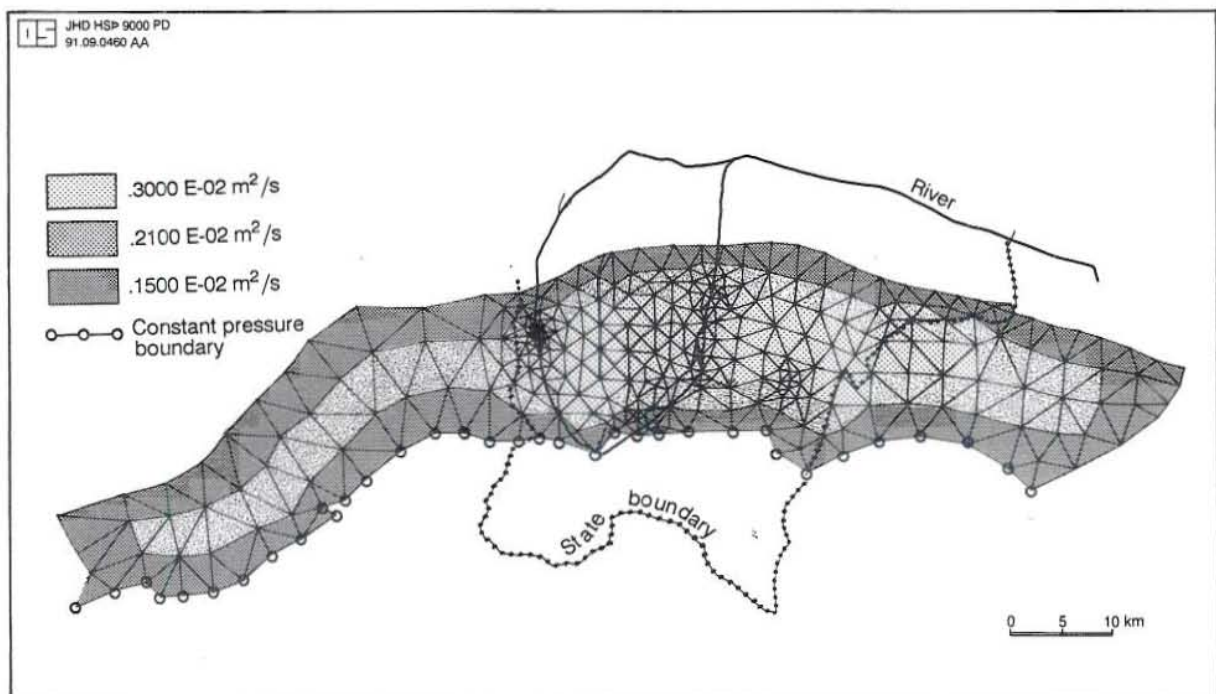 JHD HSÞ 9000 PD
91.09.0460 AA
.3000 E-02 m²/s
.2100 E-02 m²/s
.1500 E-02 m²/s
Constant pressure
boundary
River
State boundary
0 5 10 km